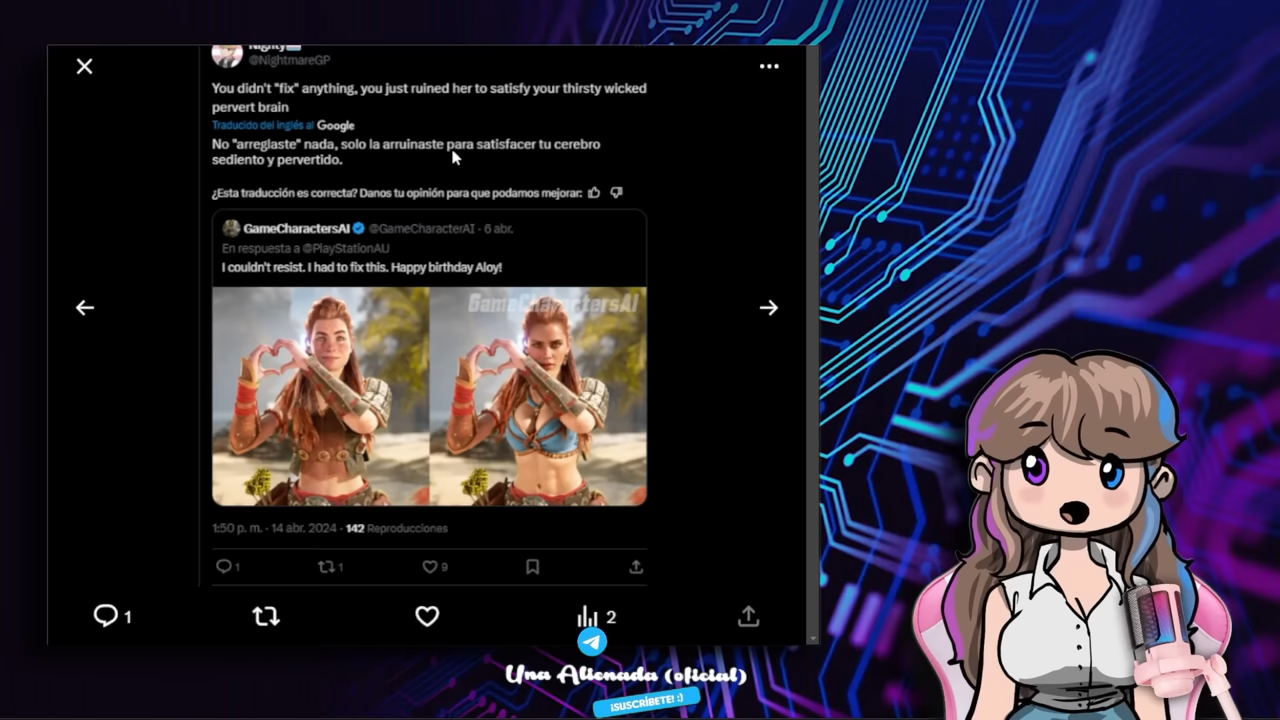 Nighty
@NightmareGP
You didn't "fix" anything, you just ruined her to satisfy your thirsty wicked
pervert brain
Traducido del inglés al Google
No "arreglaste" nada, solo la arruinaste para satisfacer tu cerebro
sediento y pervertido.
¿Esta traducción es correcta? Danos tu opinión para que podamos mejorar:
GameCharactersAI @GameCharacterAI · 6 abr.
En respuesta a @PlayStationAU
I couldn't resist. I had to fix this. Happy birthday Aloy!
GameCharactersAI
1:50 p. m. · 14 abr. 2024 · 142 Reproducciones
1 1 9
1 2
Una Alienada (oficial)
¡SUSCRÍBETE! :)